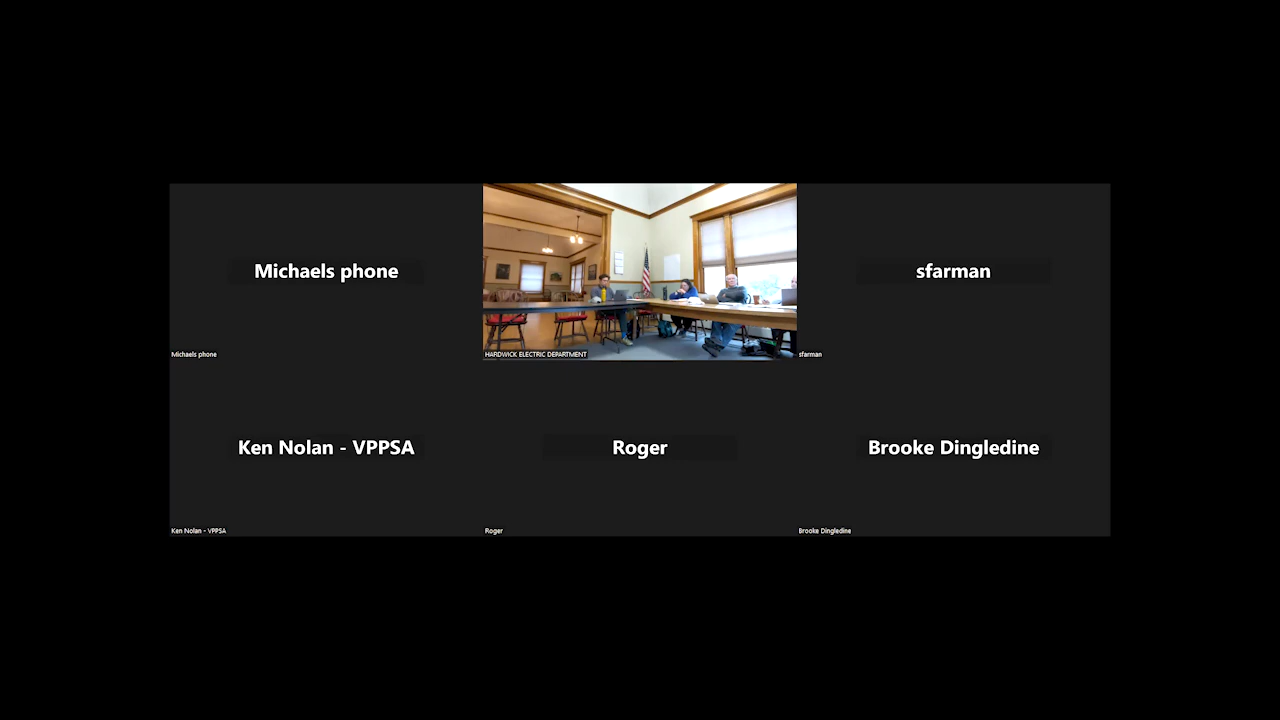 Michaels phone
sfarman
Michaels phone
HARDWICK ELECTRIC DEPARTMENT
sfarman
Ken Nolan - VPPSA
Roger
Brooke Dingledine
Ken Nolan - VPPSA
Roger
Brooke Dingledine